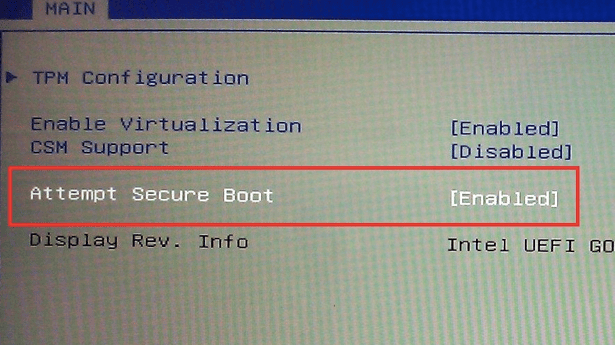 MAIN
TPM Configuration
Enable Virtualization [Enabled]
CSM Support [Disabled]
Attempt Secure Boot [Enabled]
Display Rev. Info Intel UEFI GO